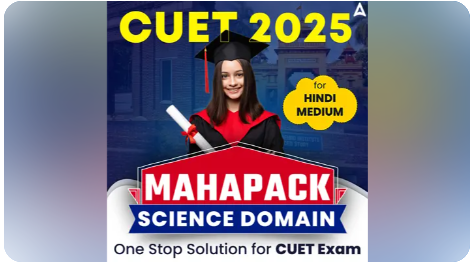 CUET 2025
for
HINDI
MEDIUM
MAHAPACK
SCIENCE DOMAIN
One Stop Solution for CUET Exam